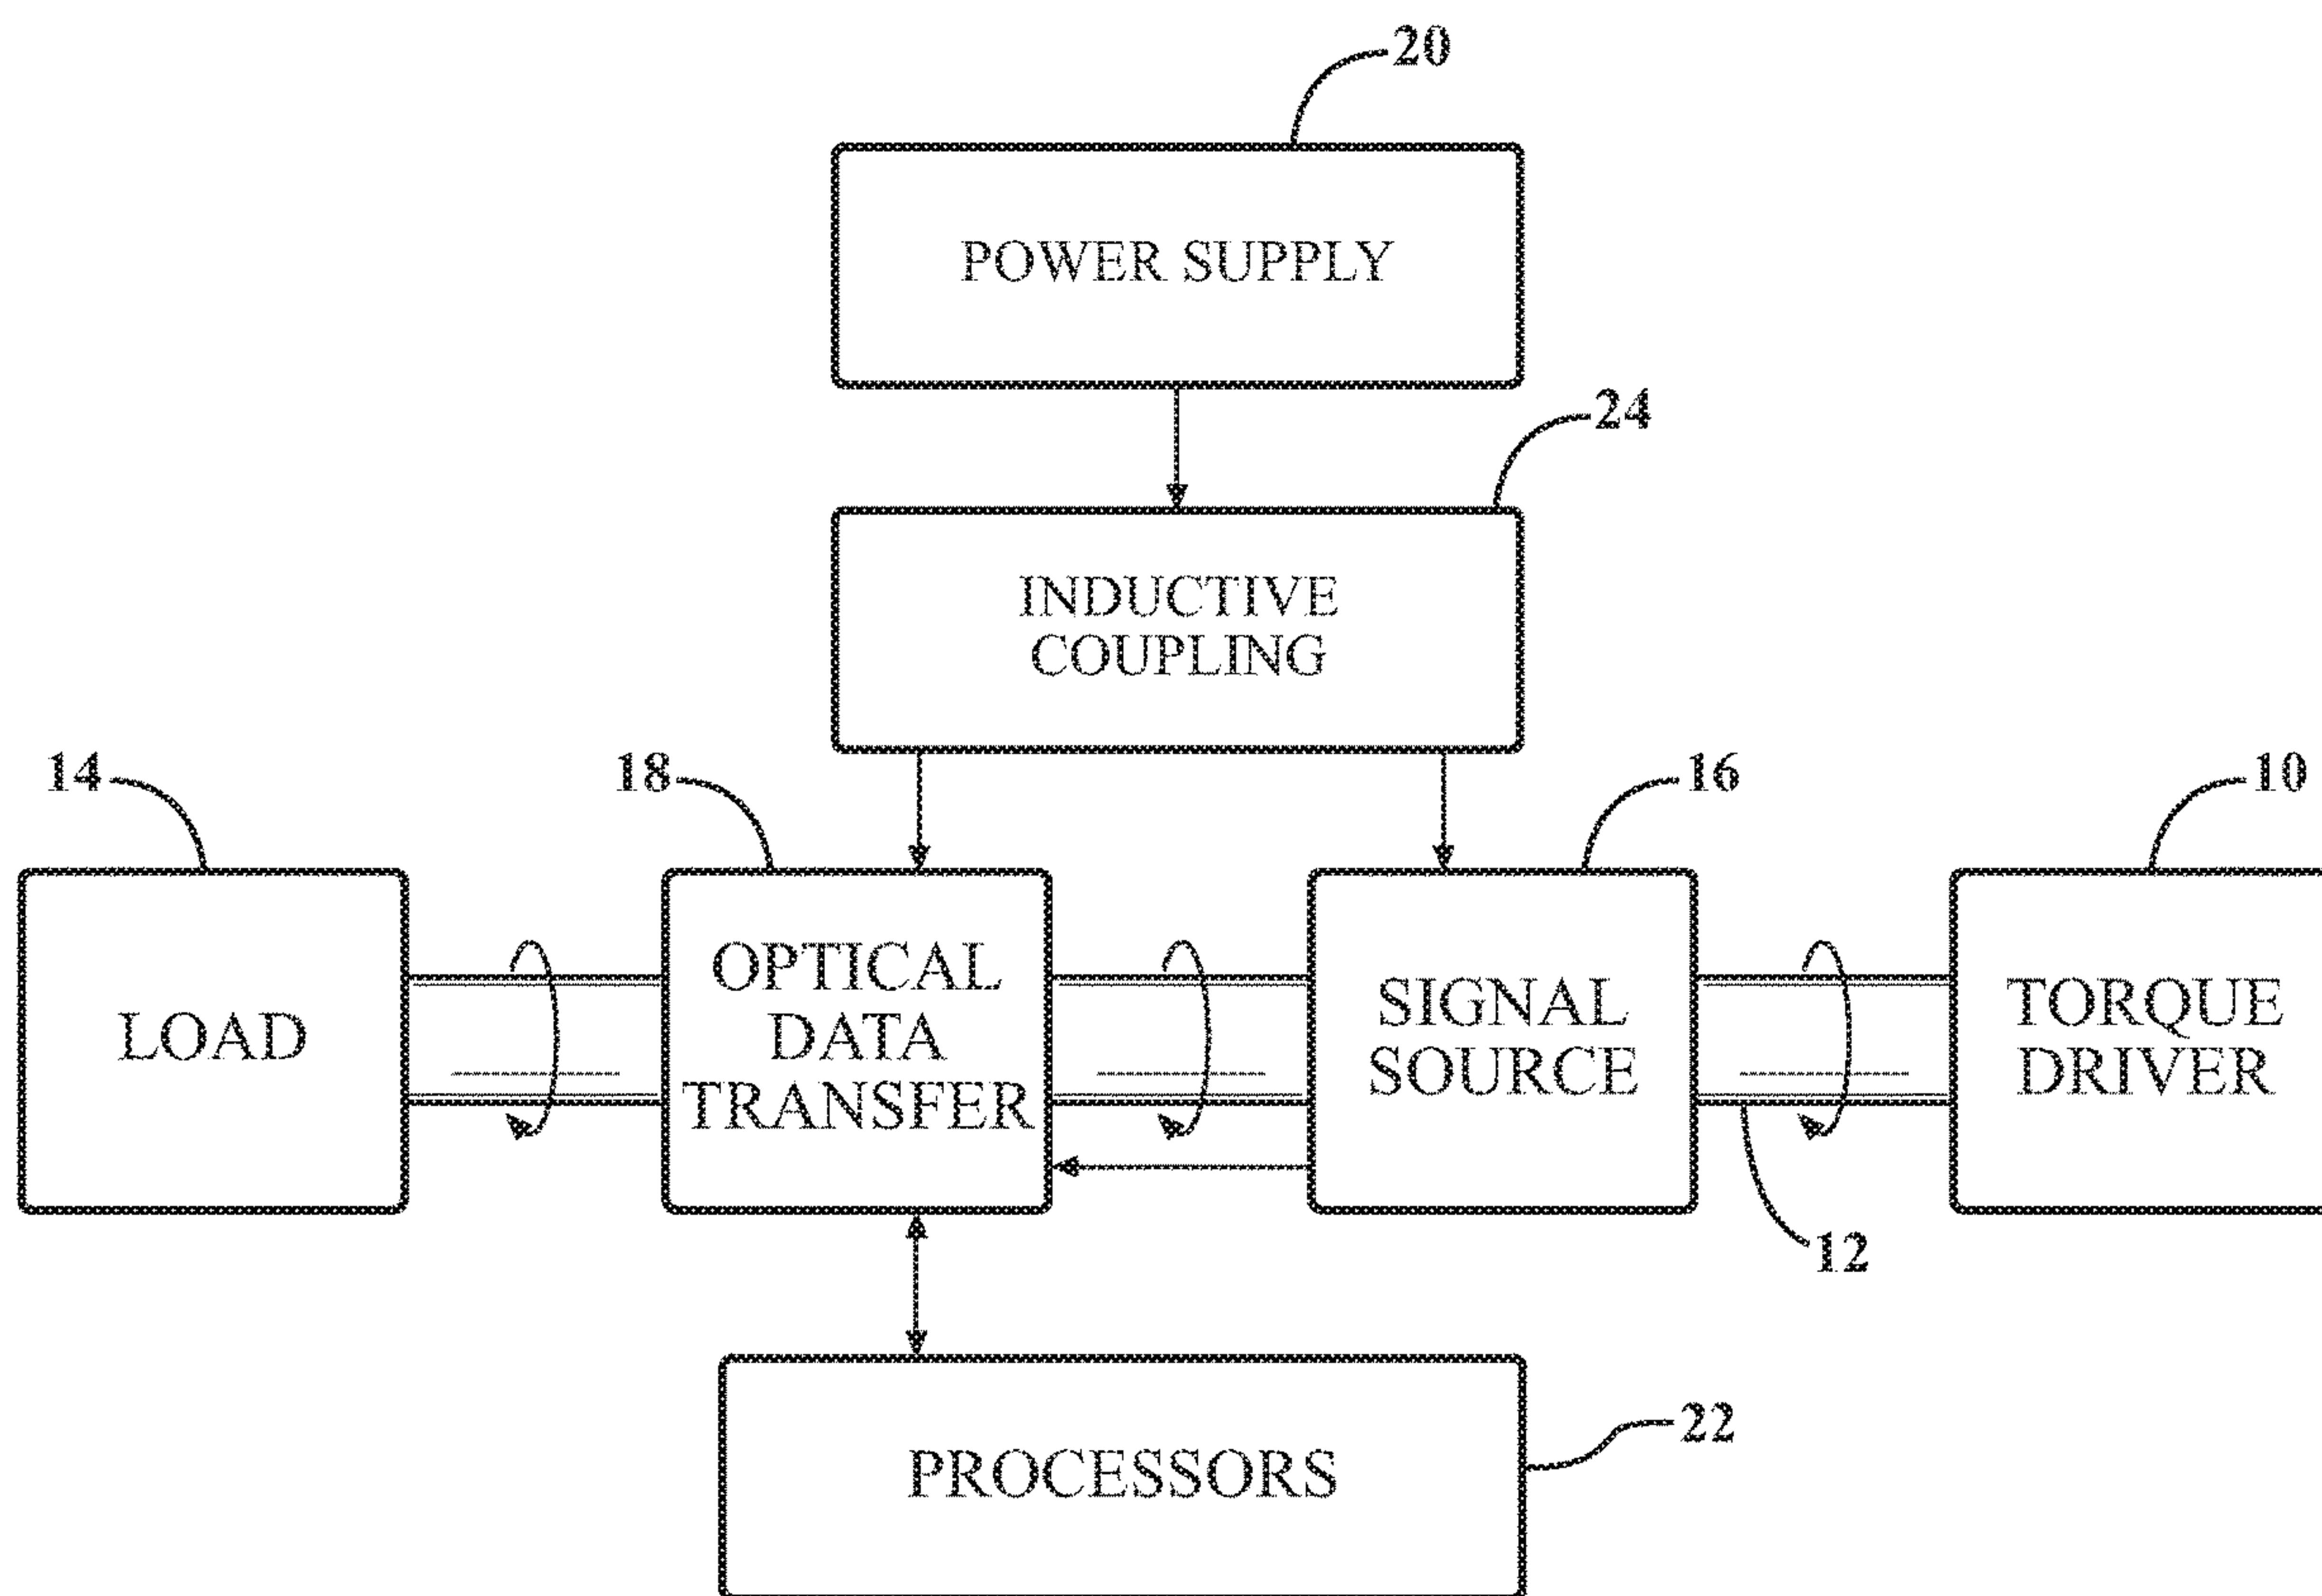 20
POWER SUPPLY
24
INDUCTIVE
COUPLING
14
18
16
10
LOAD
OPTICAL
DATA
TRANSFER
SIGNAL
SOURCE
TORQUE
DRIVER
12
PROCESSORS
22